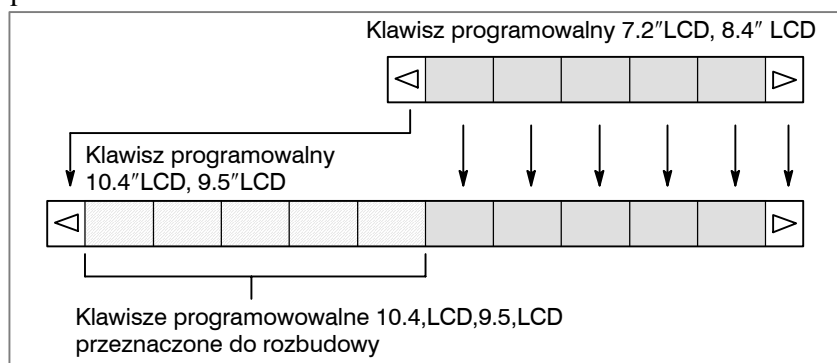 Klawisz programowalny 7.2″LCD, 8.4″ LCD
Klawisz programowalny
10.4″LCD, 9.5″LCD
Klawisze programowowalne 10.4,LCD,9.5,LCD
przeznaczone do rozbudowy